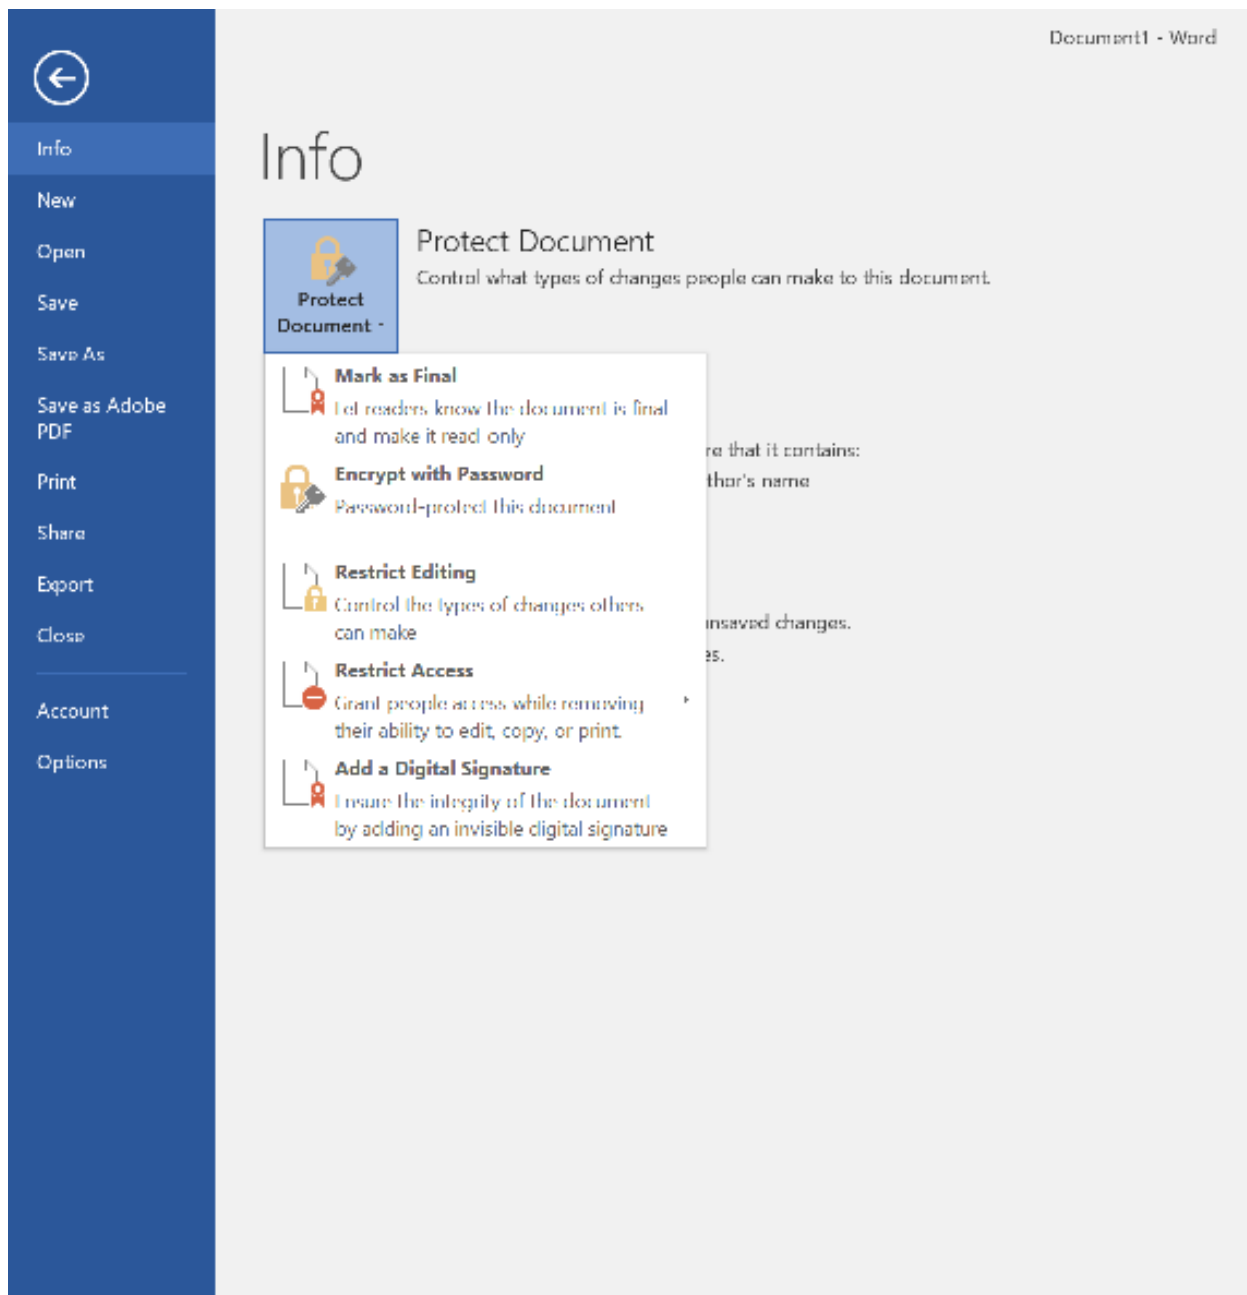 Document1 - Word
Info
New
Open
Save
Save As
Save as Adobe
PDF
Print
Share
Export
Close
Account
Options
Info
Protect
Document
Protect Document
Control what types of changes people can make to this document.
Mark as Final
Let readers know the document is final
and make it read only
Encrypt with Password
Password-protect this document
Restrict Editing
Control the types of changes others
can make
Restrict Access
Grant people access while removing
their ability to edit, copy, or print.
Add a Digital Signature
Ensure the integrity of the document
by adding an invisible digital signature
re that it contains:
thor's name
unsaved changes.
es.